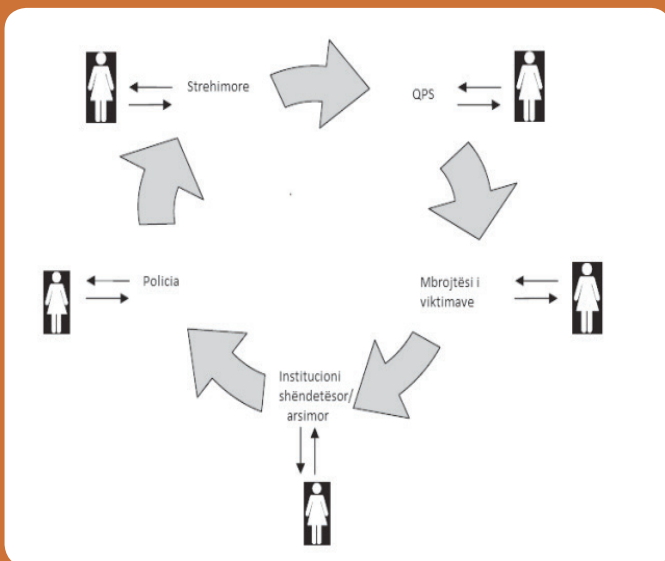 Strehimore
QPS
Policia
Mbrojtësi i
viktimave
Institucioni
shëndetësor/
arsimor